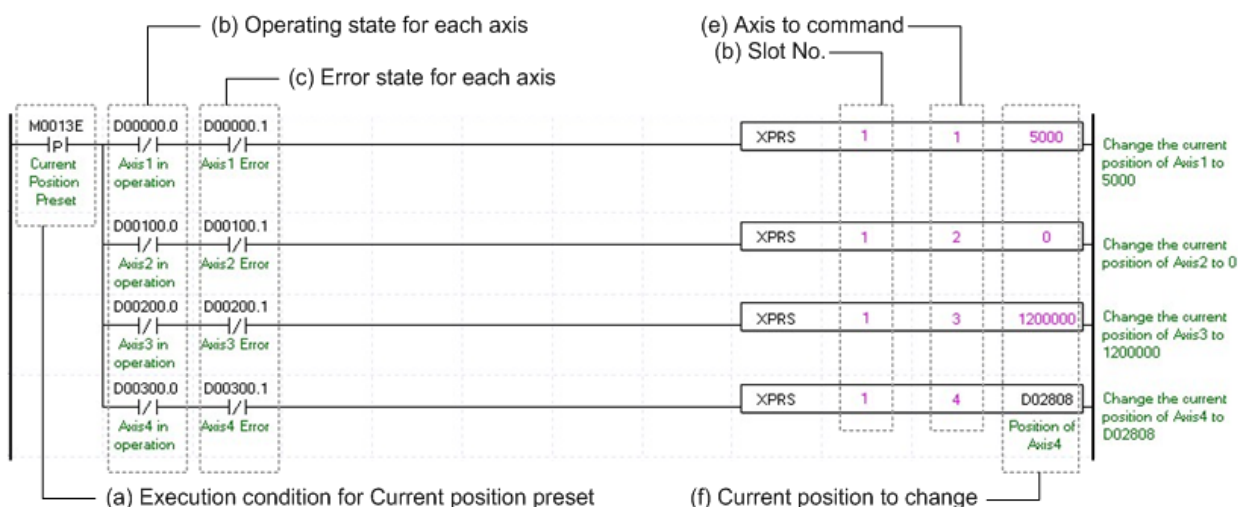 (b) Operating state for each axis
(e) Axis to command
(b) Slot No.
(c) Error state for each axis
M0013E
D00000.0
D00000.1
P
Current
Position
Preset
Axis1 in
operation
Axis1 Error
XPRS 1 1 5000
Change the current
position of Axis1 to
5000
D00100.0
D00100.1
Axis2 in
operation
Axis2 Error
XPRS 1 2 0
Change the current
position of Axis2 to 0
D00200.0
D00200.1
Axis3 in
operation
Axis3 Error
XPRS 1 3 1200000
Change the current
position of Axis3 to
1200000
D00300.0
D00300.1
Axis4 in
operation
Axis4 Error
XPRS 1 4 D02808
Position of
Axis4
Change the current
position of Axis4 to
D02808
(a) Execution condition for Current position preset
(f) Current position to change